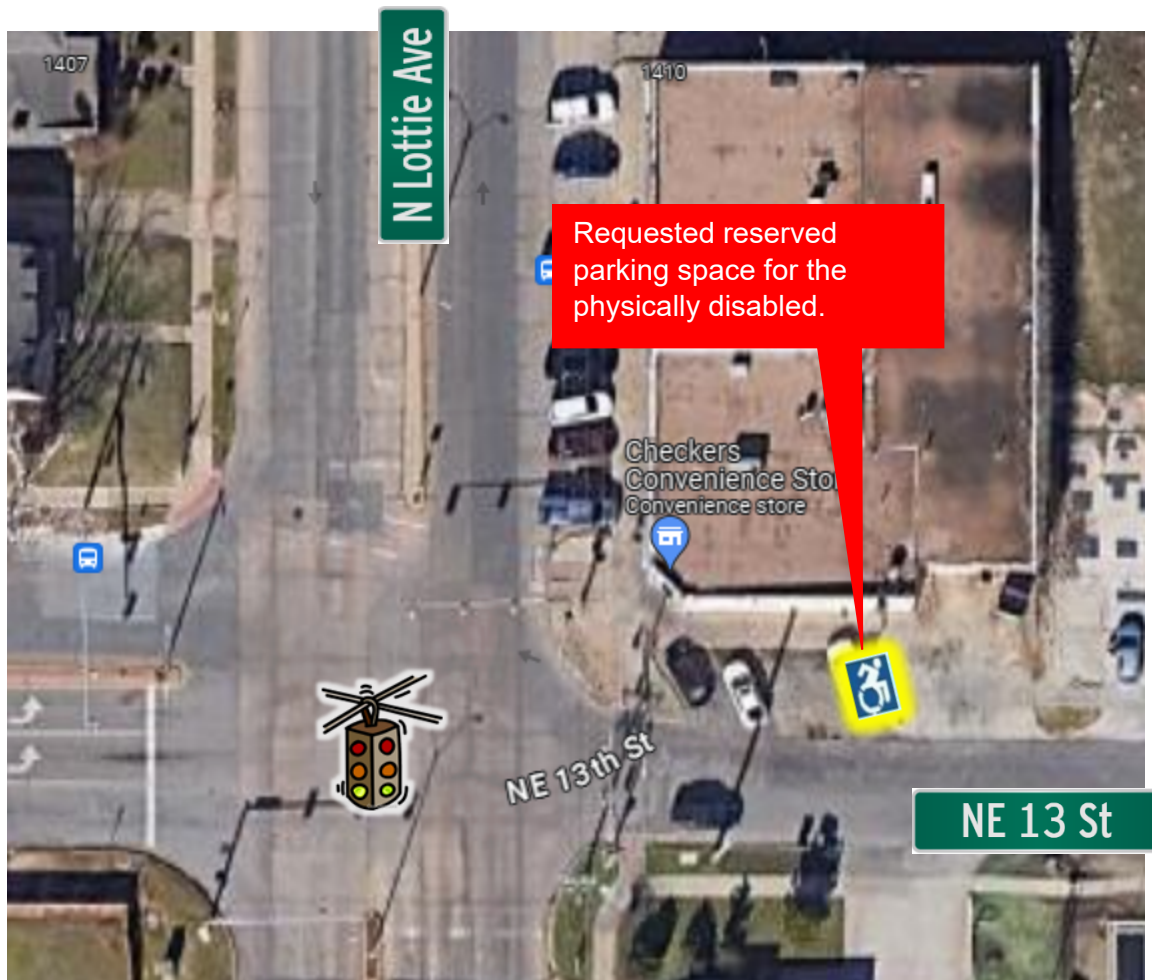 N Lottie Ave
1407
1410
Requested reserved
parking space for the
physically disabled.
Checkers
Convenience Sto
Convenience store
NE 13th St
NE 13 St